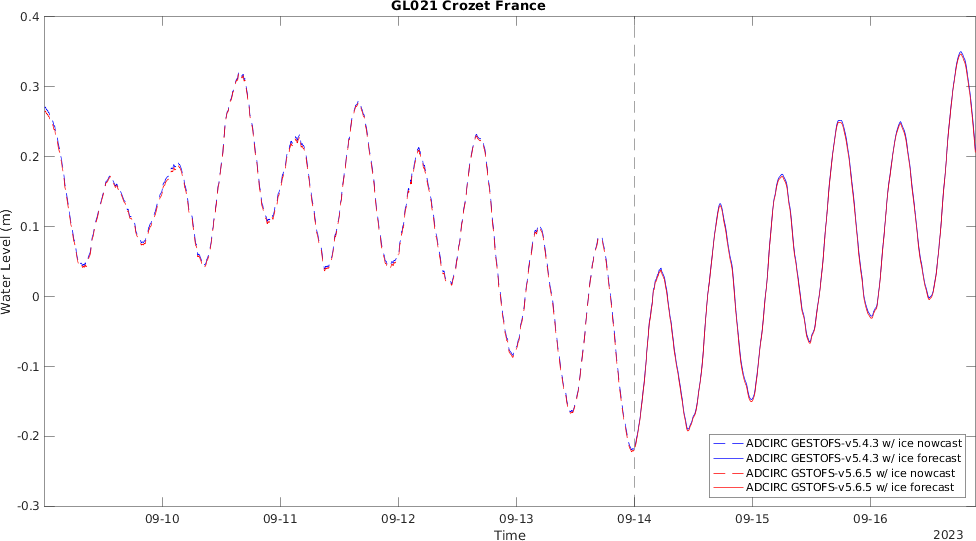 GL021 Crozet France
0.4
0.3
0.2
0.1
0
-0.1
-0.2
-0.3
Water Level (m)
09-10 09-11 09-12 09-13 09-14 09-15 09-16
Time
2023
ADCIRC GESTOFS-v5.4.3 w/ ice nowcast
ADCIRC GESTOFS-v5.4.3 w/ ice forecast
ADCIRC GSTOFS-v5.6.5 w/ ice nowcast
ADCIRC GSTOFS-v5.6.5 w/ ice forecast